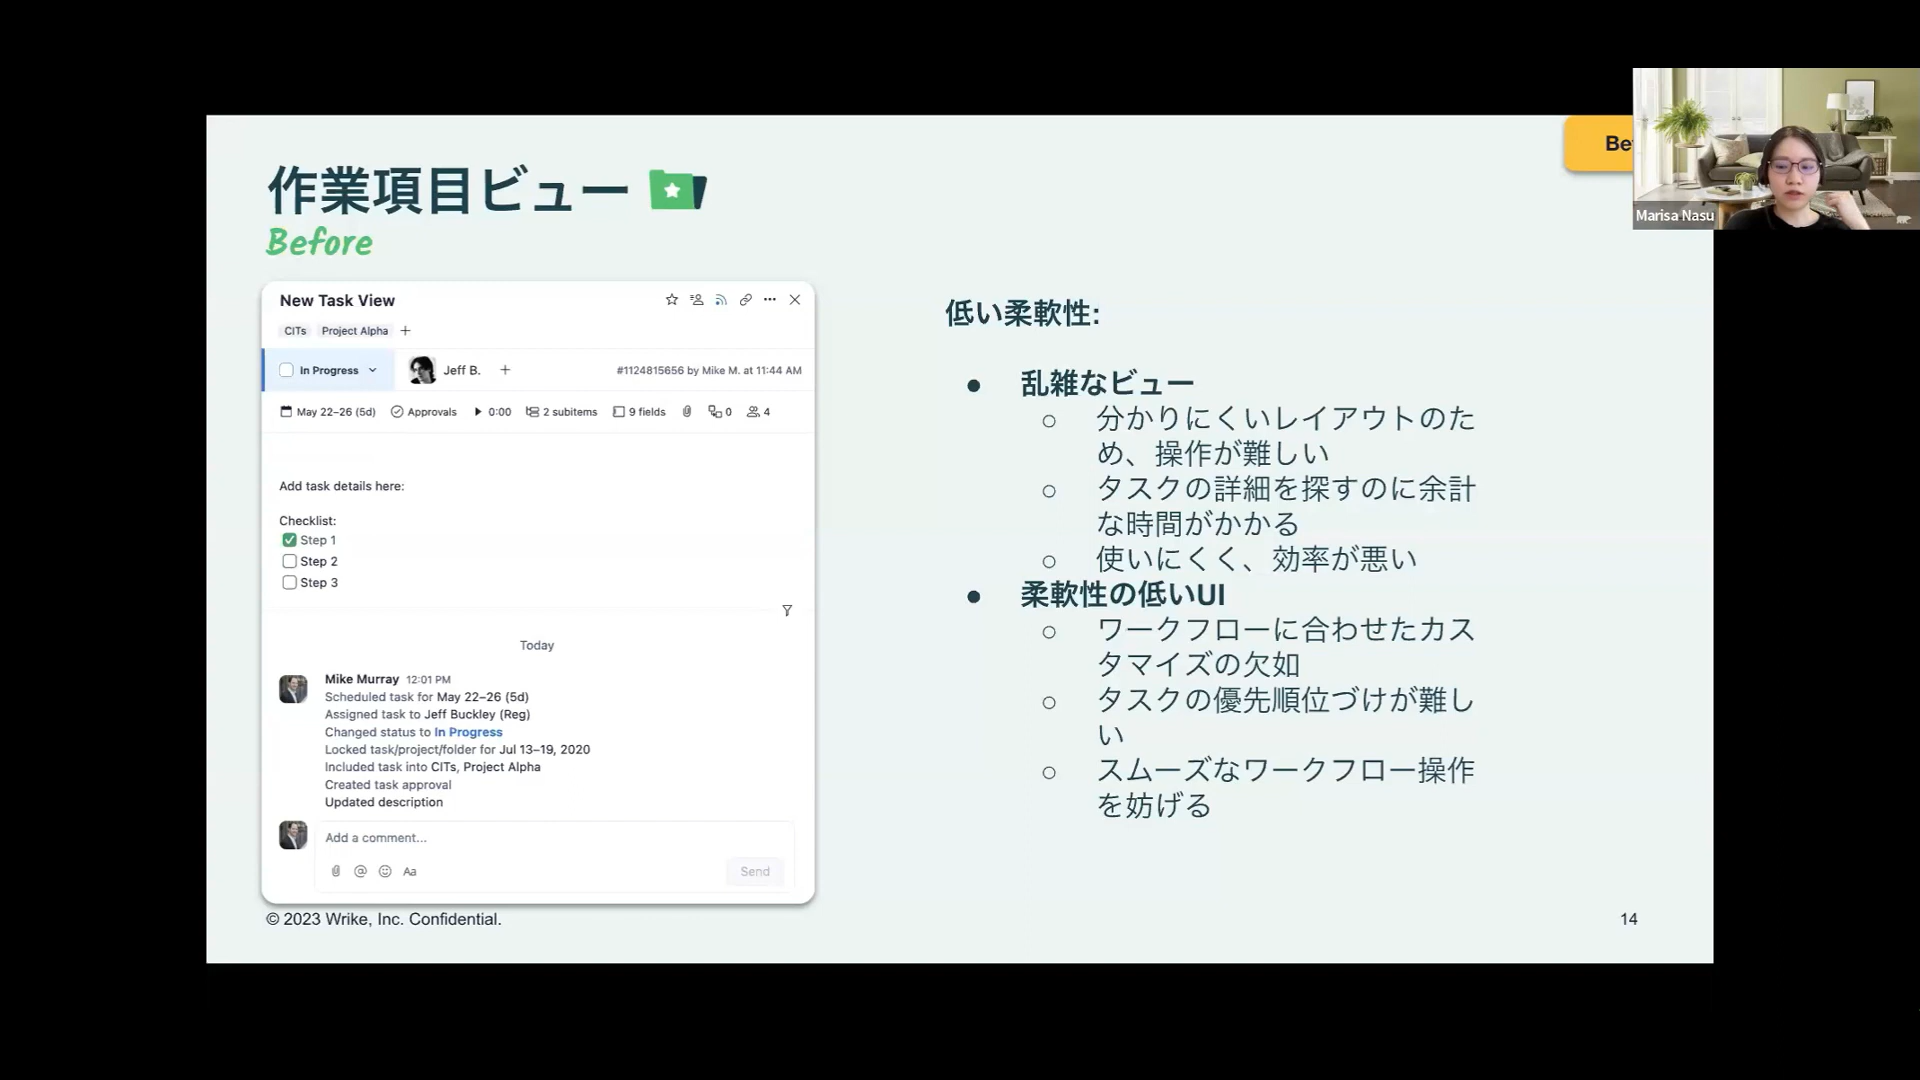 作業項目ビュー
Before
Marisa Nasu
New Task View
CITs Project Alpha +
In Progress Jeff B. + #1124815656 by Mike M. at 11:44 AM
May 22–26 (5d) Approvals 0:00 2 subitems 9 fields 0 4
Add task details here:
Checklist:
Step 1
Step 2
Step 3
Today
Mike Murray 12:01 PM
Scheduled task for May 22–26 (5d)
Assigned task to Jeff Buckley (Reg)
Changed status to In Progress
Locked task/project/folder for Jul 13–19, 2020
Included task into CITs, Project Alpha
Created task approval
Updated description
Add a comment...
@ Aa Send
低い柔軟性:
● 乱雑なビュー
○ 分かりにくいレイアウトのた
め、操作が難しい
○ タスクの詳細を探すのに余計
な時間がかかる
○ 使いにくく、効率が悪い
● 柔軟性の低いUI
○ ワークフローに合わせたカス
タマイズの欠如
○ タスクの優先順位づけが難し
い
○ スムーズなワークフロー操作
を妨げる
© 2023 Wrike, Inc. Confidential.
14